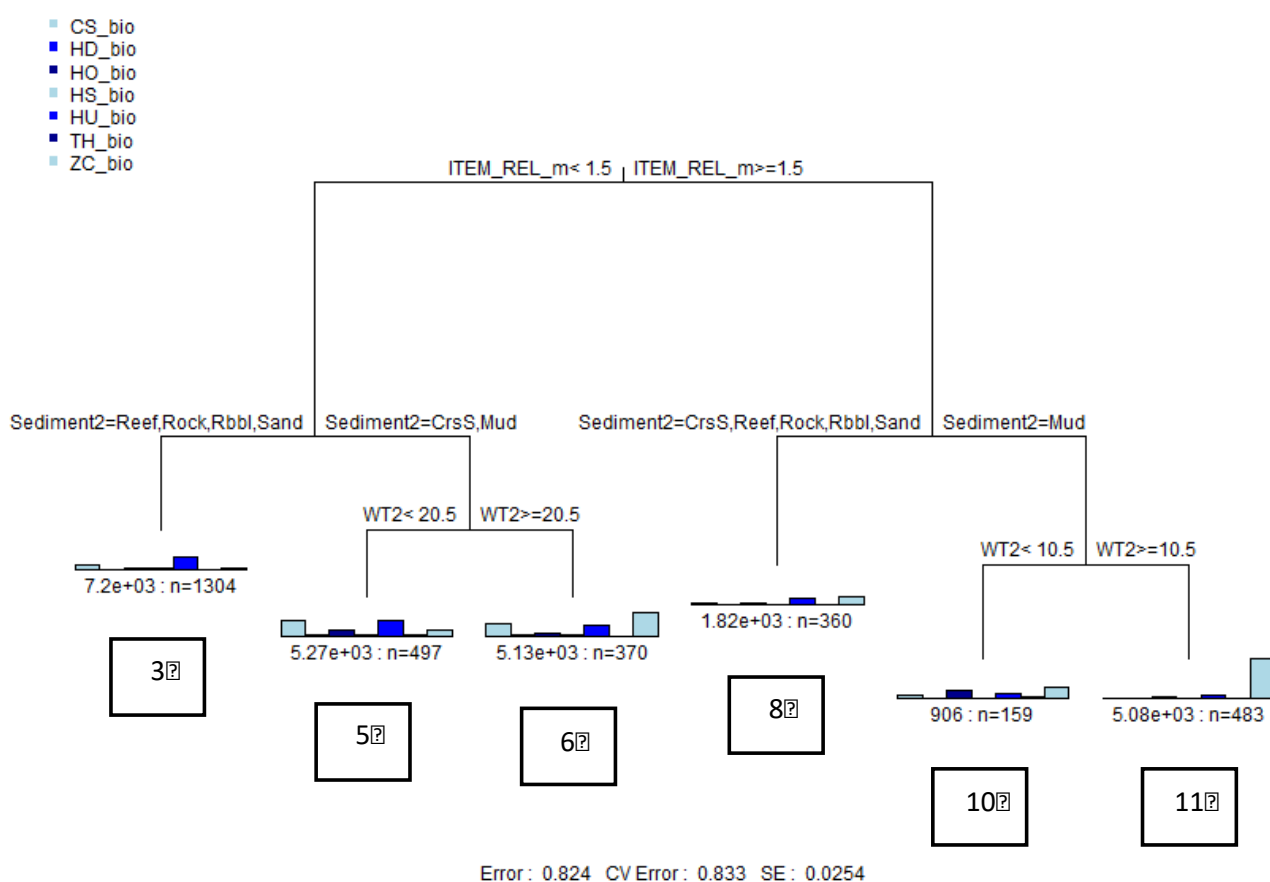 CS_bio
HD_bio
HO_bio
HS_bio
HU_bio
TH_bio
ZC_bio
ITEM_REL_m< 1.5 ITEM_REL_m>=1.5
Sediment2=Reef,Rock,Rbbl,Sand Sediment2=CrsS,Mud Sediment2=CrsS,Reef,Rock,Rbbl,Sand Sediment2=Mud
WT2< 20.5 WT2>=20.5
WT2< 10.5 WT2>=10.5
7.2e+03 : n=1304
1.82e+03 : n=360
5.27e+03 : n=497 5.13e+03 : n=370
3⍰
8⍰
906 : n=159 5.08e+03 : n=483
5⍰ 6⍰
10⍰ 11⍰
Error : 0.824 CV Error : 0.833 SE : 0.0254